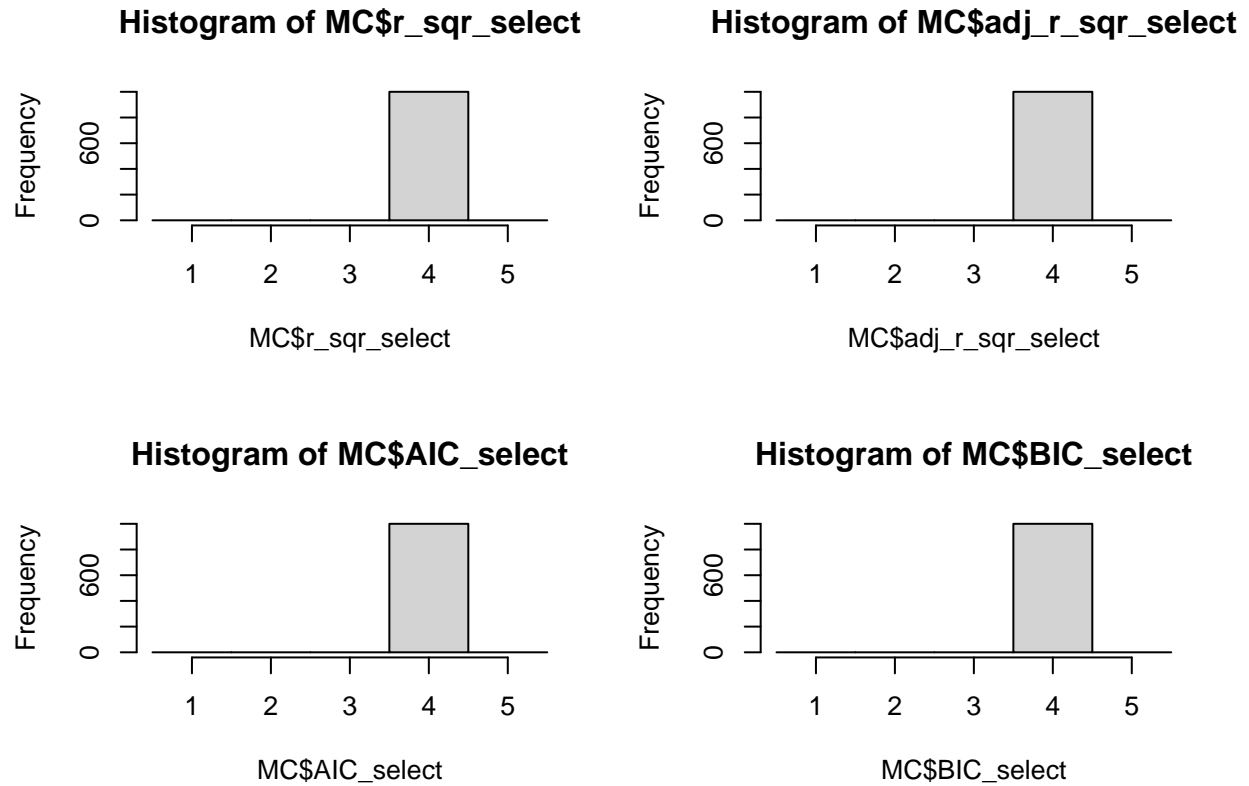 Histogram of MC$r_sqr_select
Frequency
600
0
1 2 3 4 5
MC$r_sqr_select
Histogram of MC$adj_r_sqr_select
Frequency
600
0
1 2 3 4 5
MC$adj_r_sqr_select
Histogram of MC$AIC_select
Frequency
600
0
1 2 3 4 5
MC$AIC_select
Histogram of MC$BIC_select
Frequency
600
0
1 2 3 4 5
MC$BIC_select